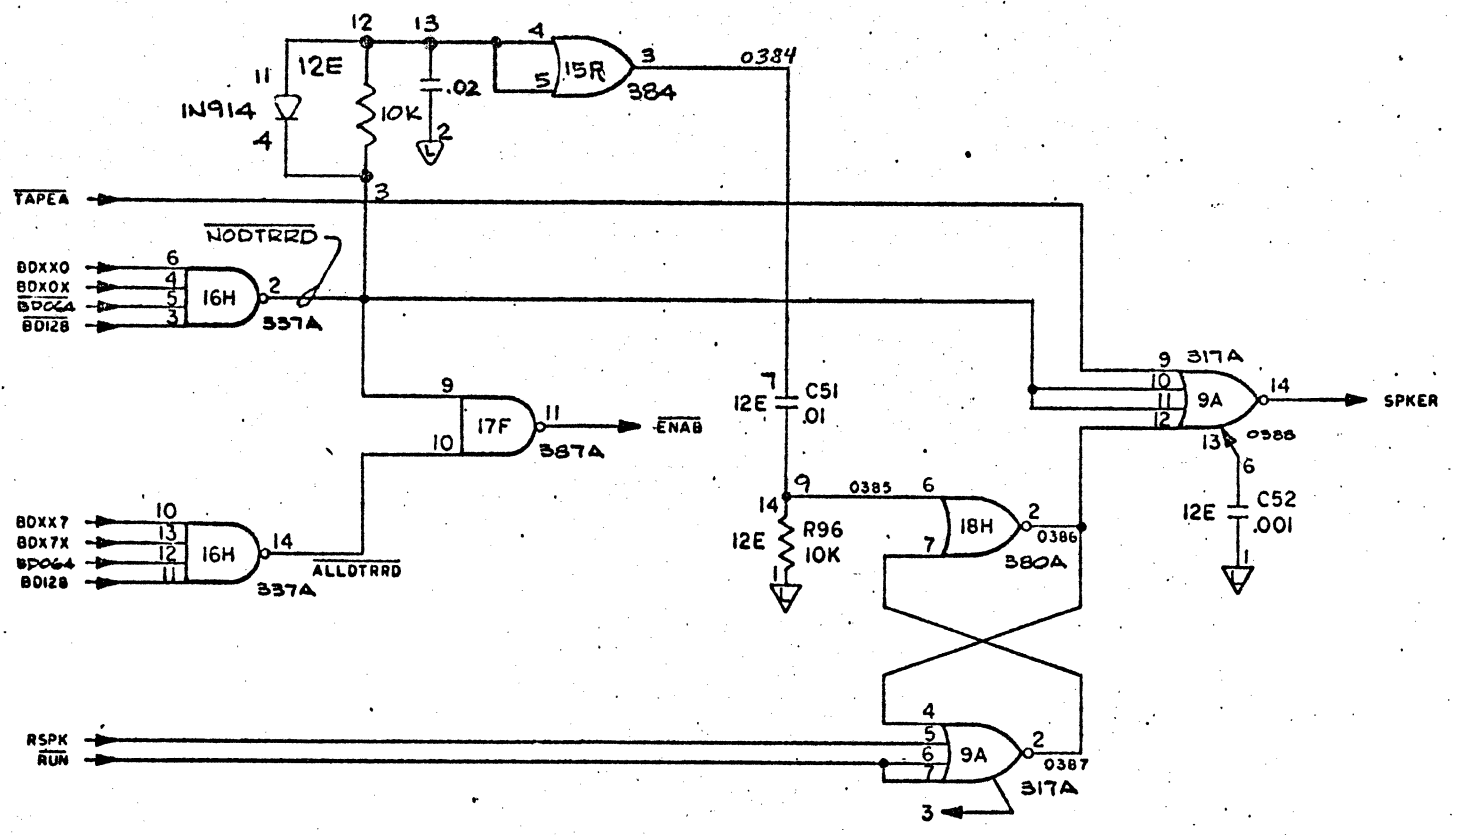 12 13
4 3 0384
11 12E 15R
5 384
1N914 10K .02
4 2
L
3
TAPEA
NODTRRD
BDXX0 6
BDX0X 4 2
BD064 5 16H
BD128 3 337A
9 317A
10 14
11 9A SPKER
12
13 0388
7 C51
12E .01
9 11
17F ENAB
10 387A
6
C52
12E .001
1
L
9 0385 6
14 2
R96 18H 0386
12E 10K 7 380A
1
L
BDXX7 10
BDX7X 13 14
BD064 12 16H
BD128 11 337A
ALLDTRRD
4
RSPK 5 2
RUN 6 9A 0387
7 317A
3